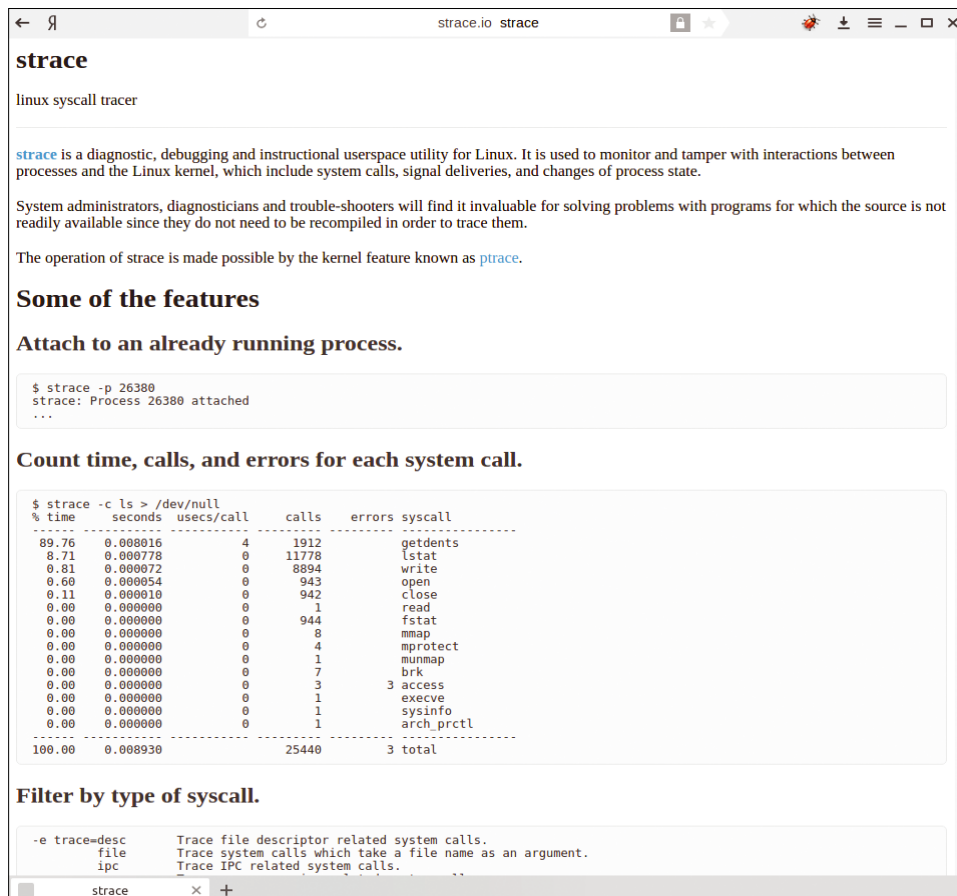 Я strace.io strace
strace
linux syscall tracer
strace is a diagnostic, debugging and instructional userspace utility for Linux. It is used to monitor and tamper with interactions between
processes and the Linux kernel, which include system calls, signal deliveries, and changes of process state.
System administrators, diagnosticians and trouble-shooters will find it invaluable for solving problems with programs for which the source is not
readily available since they do not need to be recompiled in order to trace them.
The operation of strace is made possible by the kernel feature known as ptrace.
Some of the features
Attach to an already running process.
$ strace -p 26380
strace: Process 26380 attached
...
Count time, calls, and errors for each system call.
$ strace -c ls > /dev/null
% time     seconds  usecs/call     calls    errors syscall
------ ----------- ----------- --------- --------- ----------------
 89.76    0.008016           4      1912           getdents
  8.71    0.000778           0     11778           lstat
  0.81    0.000072           0      8894           write
  0.60    0.000054           0       943           open
  0.11    0.000010           0       942           close
  0.00    0.000000           0         1           read
  0.00    0.000000           0       944           fstat
  0.00    0.000000           0         8           mmap
  0.00    0.000000           0         4           mprotect
  0.00    0.000000           0         1           munmap
  0.00    0.000000           0         7           brk
  0.00    0.000000           0         3         3 access
  0.00    0.000000           0         1           execve
  0.00    0.000000           0         1           sysinfo
  0.00    0.000000           0         1           arch_prctl
------ ----------- ----------- --------- --------- ----------------
100.00    0.008930                 25440         3 total
Filter by type of syscall.
-e trace=desc       Trace file descriptor related system calls.
         file       Trace system calls which take a file name as an argument.
         ipc        Trace IPC related system calls.
strace